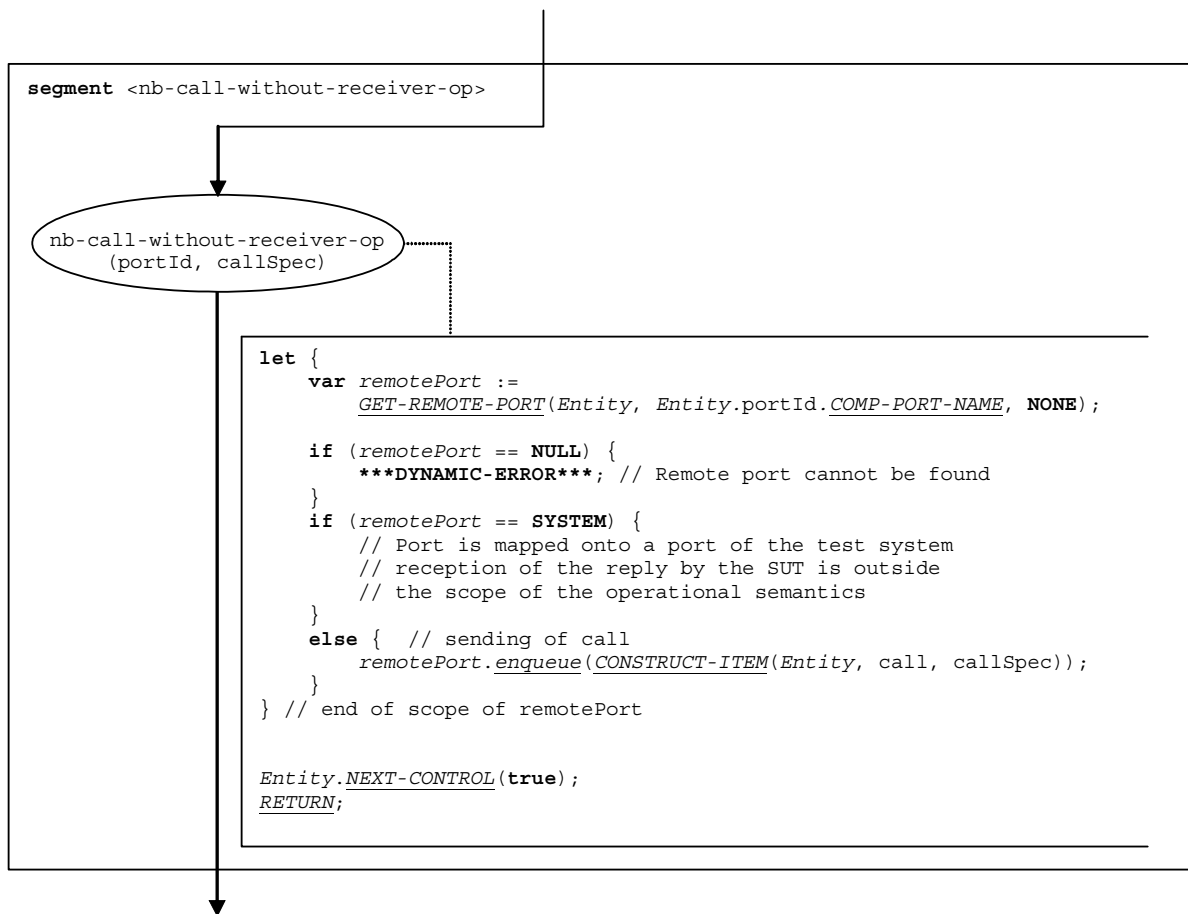 segment <nb-call-without-receiver-op>
nb-call-without-receiver-op
(portId, callSpec)
let {
var remotePort :=
GET-REMOTE-PORT(Entity, Entity.portId.COMP-PORT-NAME, NONE);
if (remotePort == NULL) {
***DYNAMIC-ERROR***; // Remote port cannot be found
}
if (remotePort == SYSTEM) {
// Port is mapped onto a port of the test system
// reception of the reply by the SUT is outside
// the scope of the operational semantics
}
else { // sending of call
remotePort.enqueue(CONSTRUCT-ITEM(Entity, call, callSpec));
}
} // end of scope of remotePort
Entity.NEXT-CONTROL(true);
RETURN;